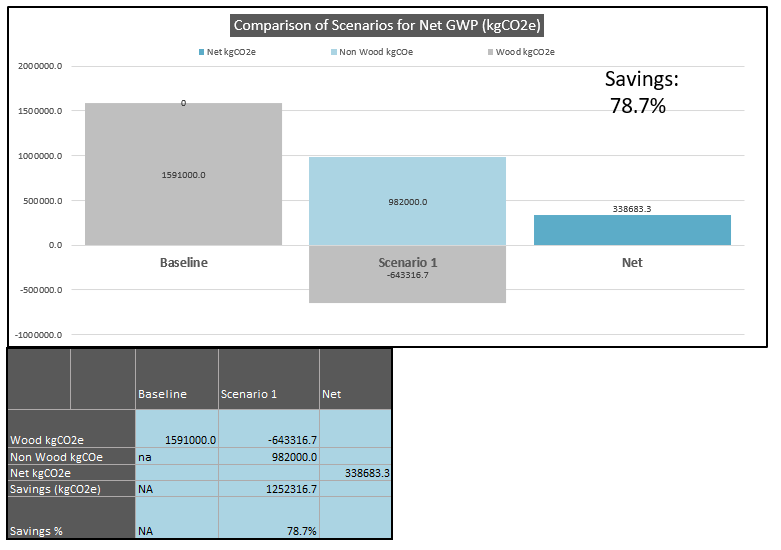 Comparison of Scenarios for Net GWP (kgCO2e)
Net kgCO2e Non Wood kgCOe Wood kgCO2e
Savings:
78.7%
2000000.0
1500000.0
1000000.0
500000.0
0.0
-500000.0
-1000000.0
0
1591000.0
982000.0
338683.3
Baseline Scenario 1 Net
-643316.7
Baseline Scenario 1 Net
Wood kgCO2e 1591000.0 -643316.7
Non Wood kgCOe na 982000.0
Net kgCO2e 338683.3
Savings (kgCO2e) NA 1252316.7
Savings % NA 78.7%